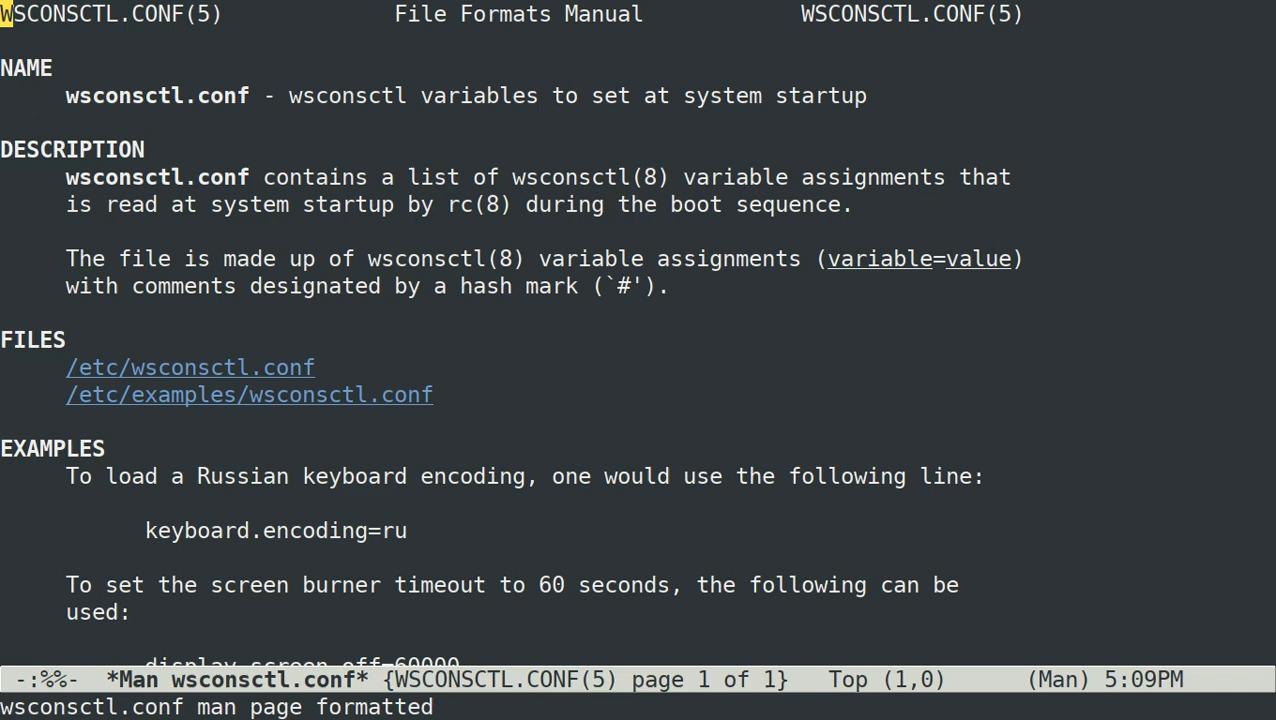 WSCONSCTL.CONF(5) File Formats Manual WSCONSCTL.CONF(5)
NAME
wsconsctl.conf - wsconsctl variables to set at system startup
DESCRIPTION
wsconsctl.conf contains a list of wsconsctl(8) variable assignments that
is read at system startup by rc(8) during the boot sequence.
The file is made up of wsconsctl(8) variable assignments (variable=value)
with comments designated by a hash mark (`#').
FILES
/etc/wsconsctl.conf
/etc/examples/wsconsctl.conf
EXAMPLES
To load a Russian keyboard encoding, one would use the following line:
keyboard.encoding=ru
To set the screen burner timeout to 60 seconds, the following can be
used:
display.screen_off=60000
-:%%- *Man wsconsctl.conf* {WSCONSCTL.CONF(5) page 1 of 1} Top (1,0) (Man) 5:09PM
wsconsctl.conf man page formatted